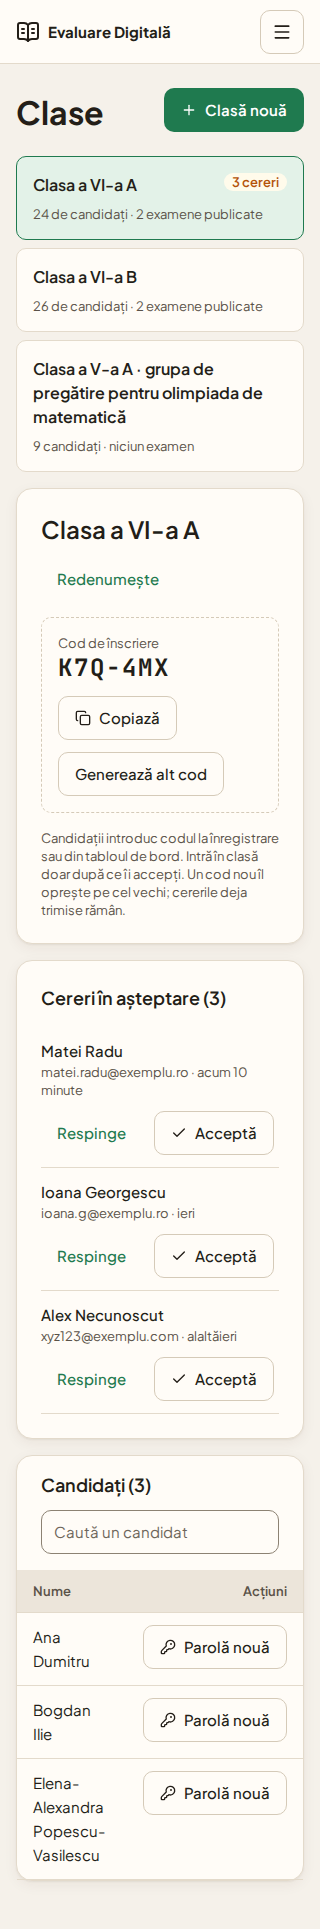 Evaluare Digitală
Clase
Clasă nouă
Clasa a VI-a A
3 cereri
24 de candidați · 2 examene publicate
Clasa a VI-a B
26 de candidați · 2 examene publicate
Clasa a V-a A · grupa de
pregătire pentru olimpiada de
matematică
9 candidați · niciun examen
Clasa a VI-a A
Redenumește
Cod de înscriere
K7Q-4MX
Copiază
Generează alt cod
Candidații introduc codul la înregistrare
sau din tabloul de bord. Intră în clasă
doar după ce îi accepți. Un cod nou îl
oprește pe cel vechi; cererile deja
trimise rămân.
Cereri în așteptare (3)
Matei Radu
matei.radu@exemplu.ro · acum 10
minute
Respinge
Acceptă
Ioana Georgescu
ioana.g@exemplu.ro · ieri
Respinge
Acceptă
Alex Necunoscut
xyz123@exemplu.com · alaltăieri
Respinge
Acceptă
Candidați (3)
Caută un candidat
Nume
Acțiuni
Ana
Dumitru
Parolă nouă
Bogdan
Ilie
Parolă nouă
Elena-
Alexandra
Popescu-
Vasilescu
Parolă nouă